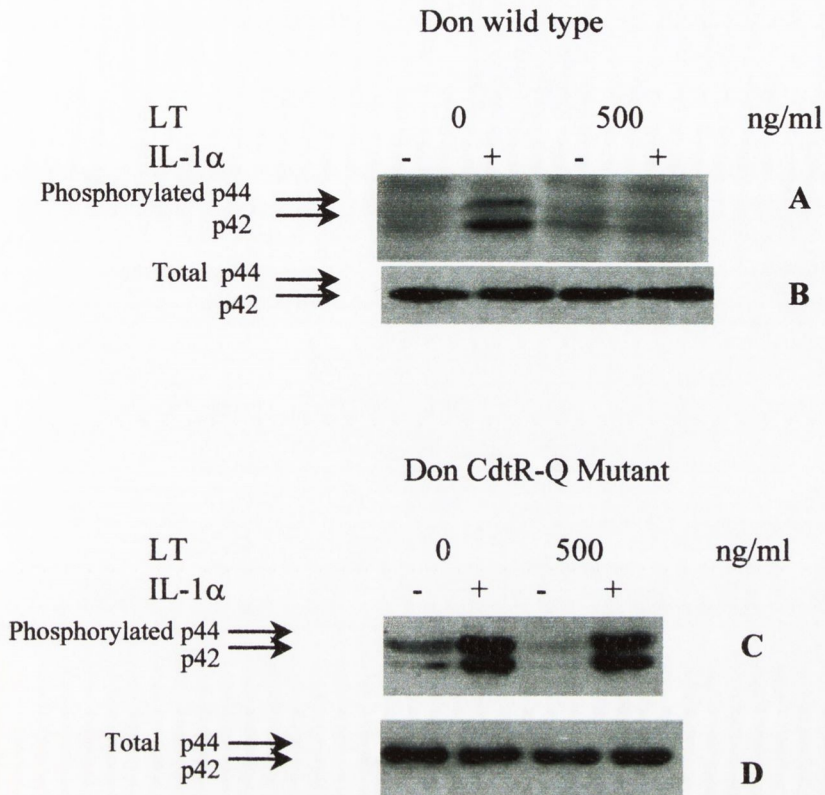 Don wild type
LT 0 500 ng/ml
IL-1α - + - +
Phosphorylated p44
p42
A
Total p44
p42
B
Don CdtR-Q Mutant
LT 0 500 ng/ml
IL-1α - + - +
Phosphorylated p44
p42
C
Total p44
p42
D